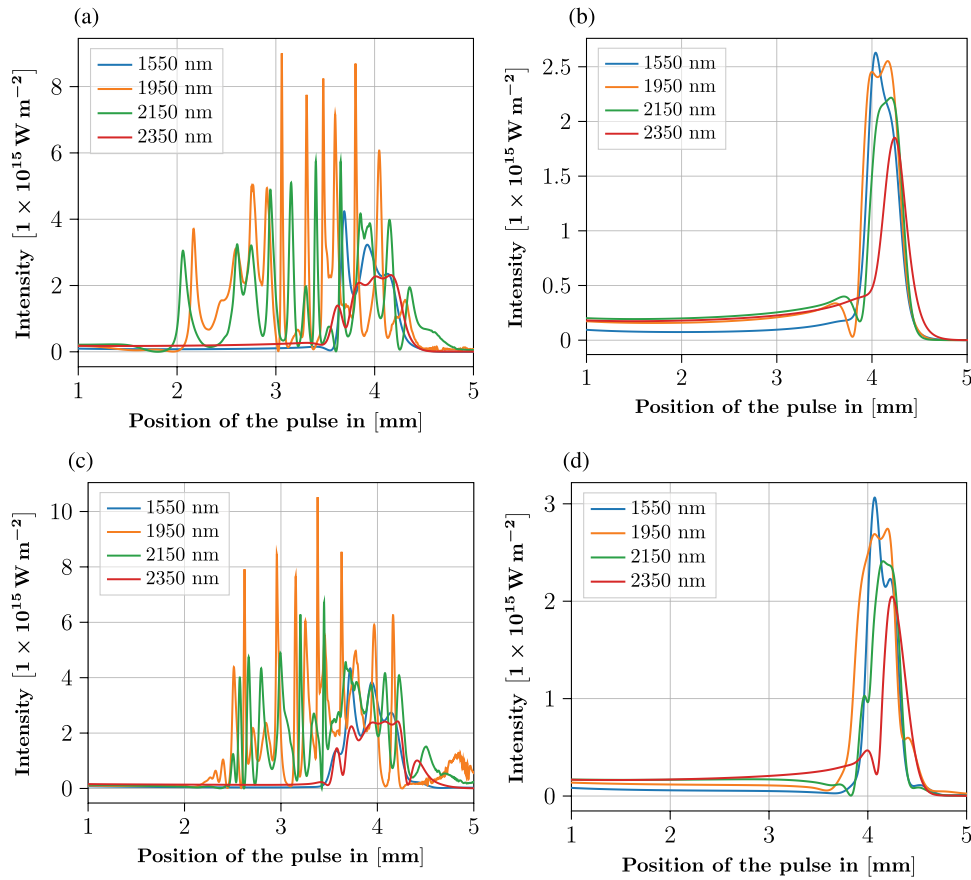 (a)
1550 nm
1950 nm
2150 nm
2350 nm
8
6
4
2
0
Intensity [1 × 10¹⁵ W m⁻²]
1 2 3 4 5
Position of the pulse in [mm]
(b)
1550 nm
1950 nm
2150 nm
2350 nm
2.5
2
1.5
1
0.5
0
Intensity [1 × 10¹⁵ W m⁻²]
1 2 3 4 5
Position of the pulse in [mm]
(c)
1550 nm
1950 nm
2150 nm
2350 nm
10
8
6
4
2
0
Intensity [1 × 10¹⁵ W m⁻²]
1 2 3 4 5
Position of the pulse in [mm]
(d)
1550 nm
1950 nm
2150 nm
2350 nm
3
2
1
0
Intensity [1 × 10¹⁵ W m⁻²]
1 2 3 4 5
Position of the pulse in [mm]